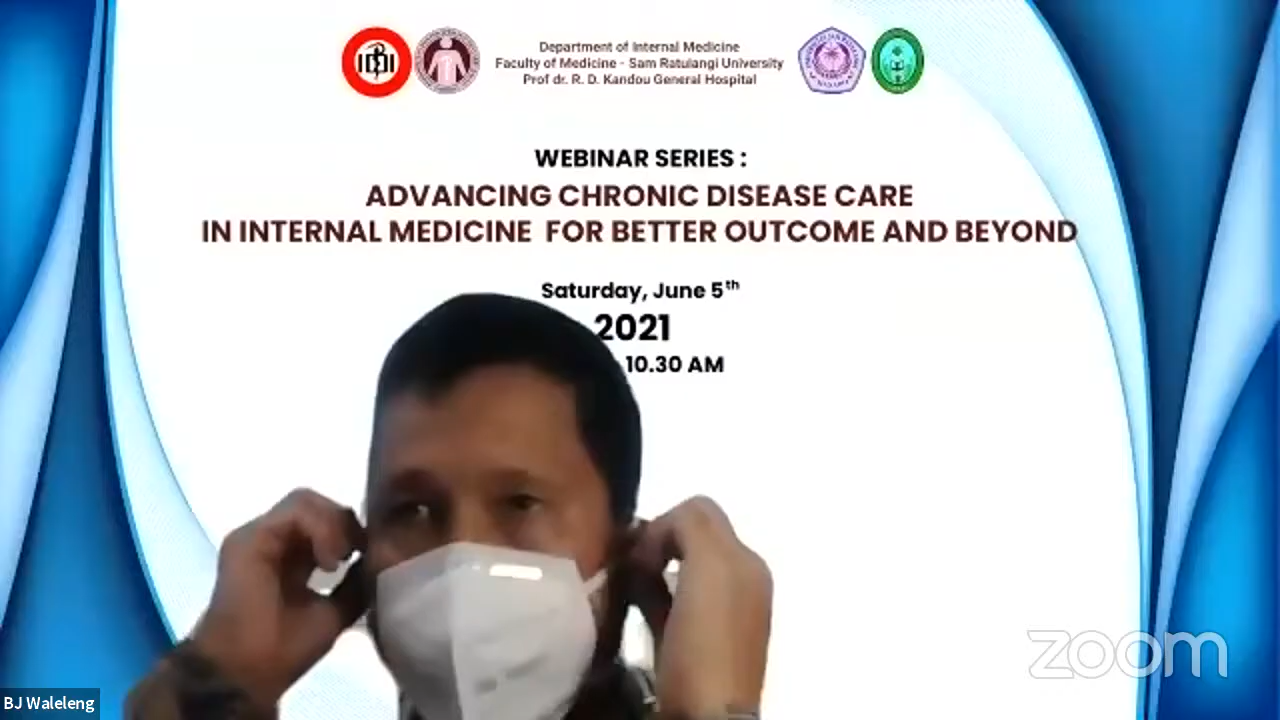 IDI
Department of Internal Medicine
Faculty of Medicine - Sam Ratulangi University
Prof dr. R. D. Kandou General Hospital
WEBINAR SERIES :
ADVANCING CHRONIC DISEASE CARE
IN INTERNAL MEDICINE FOR BETTER OUTCOME AND BEYOND
Saturday, June 5th
2021
10.30 AM
zoom
BJ Waleleng